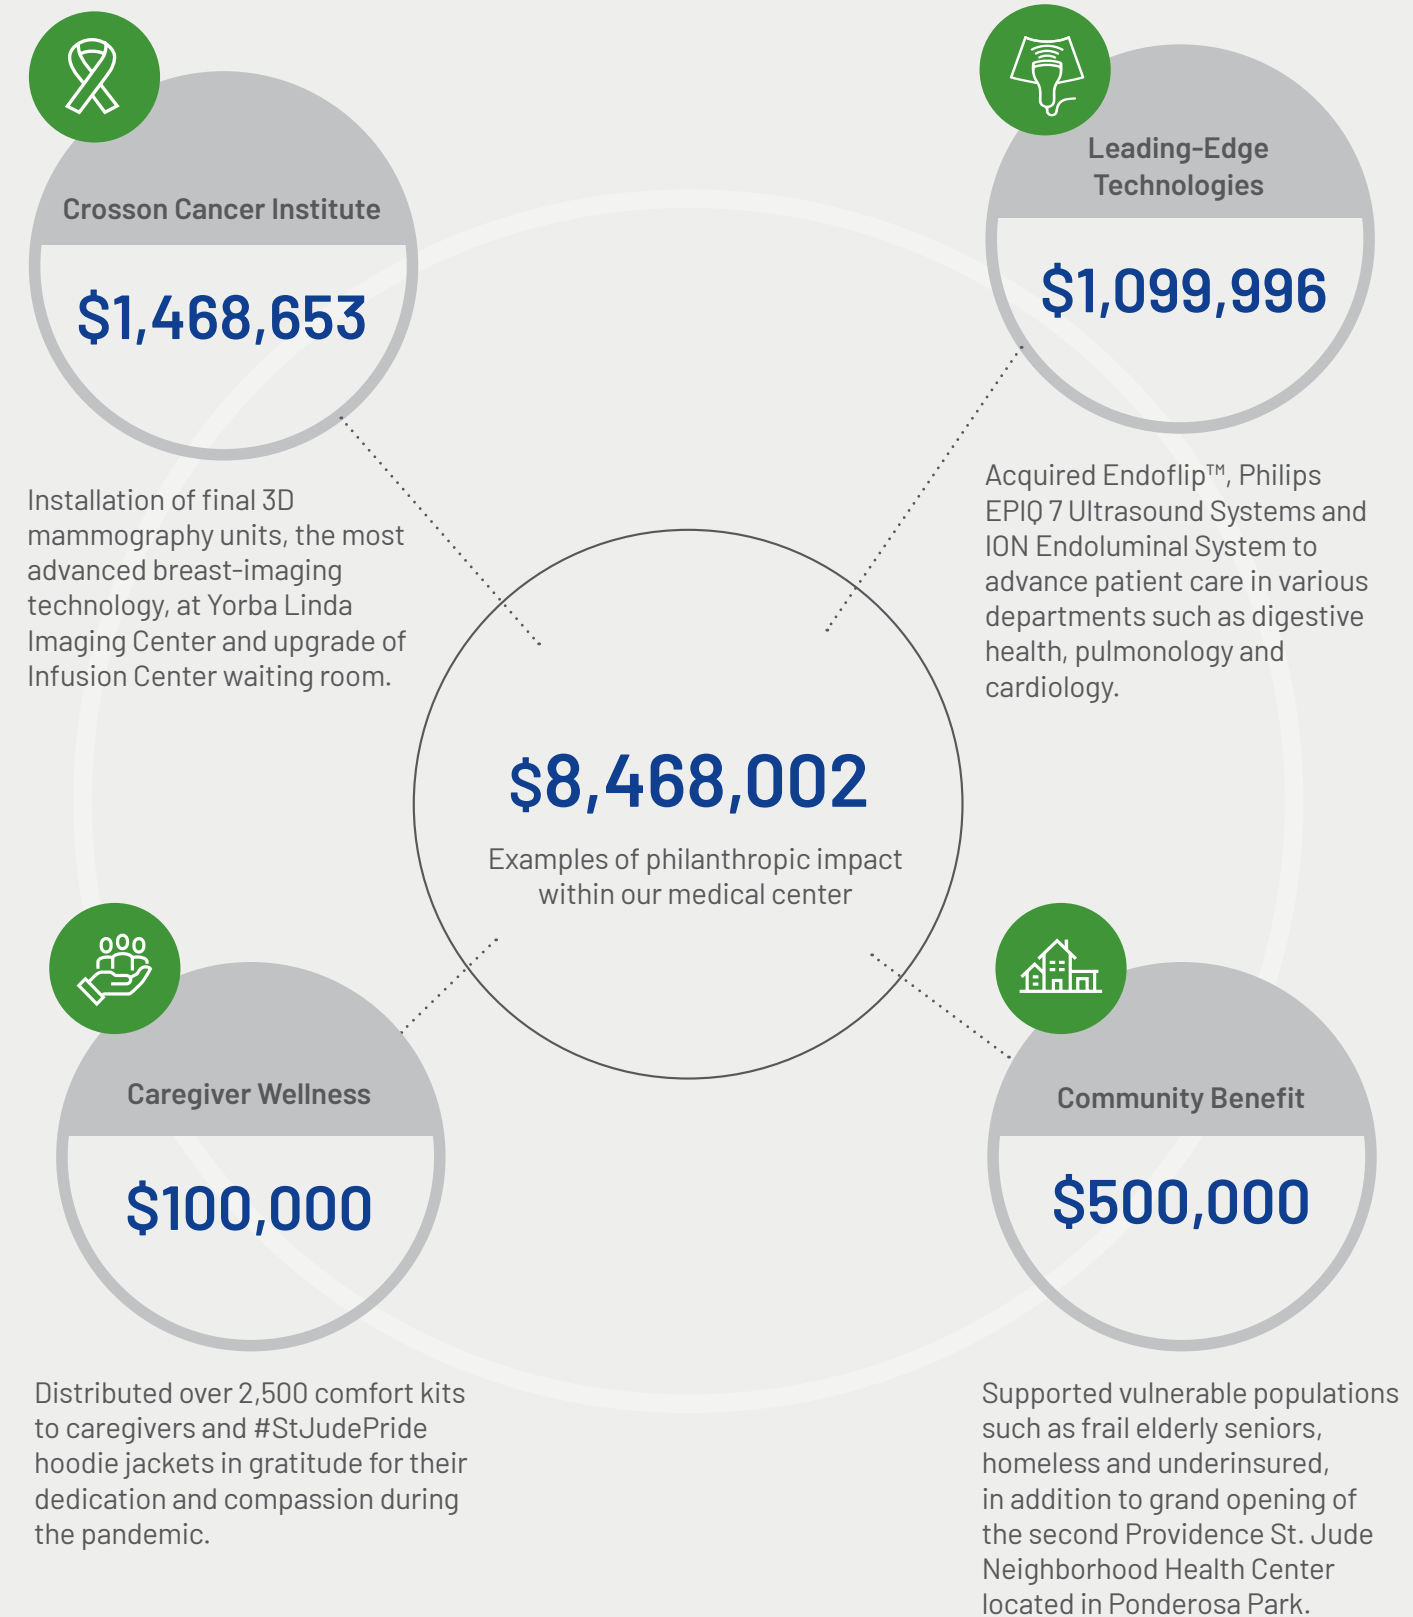 Crosson Cancer Institute
$1,468,653
Installation of final 3D
mammography units, the most
advanced breast-imaging
technology, at Yorba Linda
Imaging Center and upgrade of
Infusion Center waiting room.
Leading-Edge
Technologies
$1,099,996
Acquired Endoflip™, Philips
EPIQ 7 Ultrasound Systems and
ION Endoluminal System to
advance patient care in various
departments such as digestive
health, pulmonology and
cardiology.
$8,468,002
Examples of philanthropic impact
within our medical center
Caregiver Wellness
$100,000
Distributed over 2,500 comfort kits
to caregivers and #StJudePride
hoodie jackets in gratitude for their
dedication and compassion during
the pandemic.
Community Benefit
$500,000
Supported vulnerable populations
such as frail elderly seniors,
homeless and underinsured,
in addition to grand opening of
the second Providence St. Jude
Neighborhood Health Center
located in Ponderosa Park.